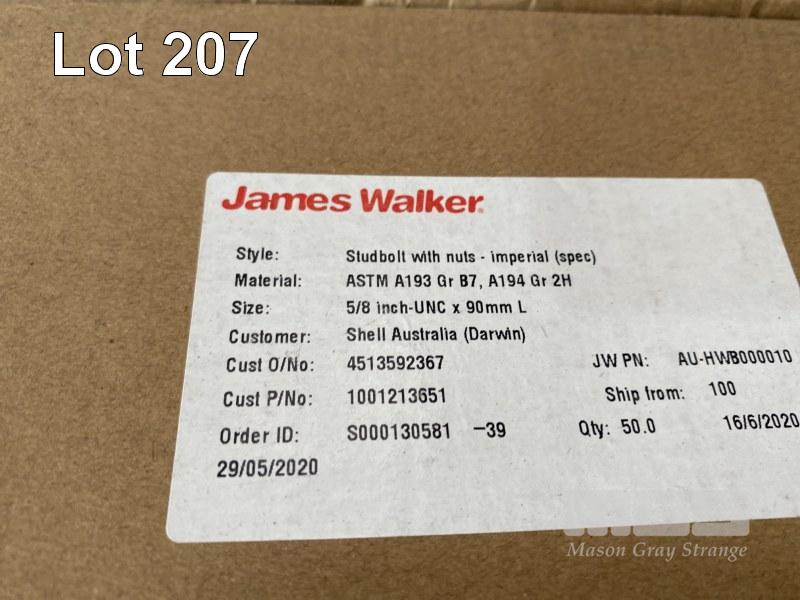 Lot 207
James Walker
Style: Studbolt with nuts - imperial (spec)
Material: ASTM A193 Gr B7, A194 Gr 2H
Size: 5/8 inch-UNC x 90mm L
Customer: Shell Australia (Darwin)
Cust O/No: 4513592367 JW PN: AU-HWB000010
Cust P/No: 1001213651 Ship from: 100
Order ID: S000130581 -39 Qty: 50.0 16/6/2020
29/05/2020
Mason Gray Strange